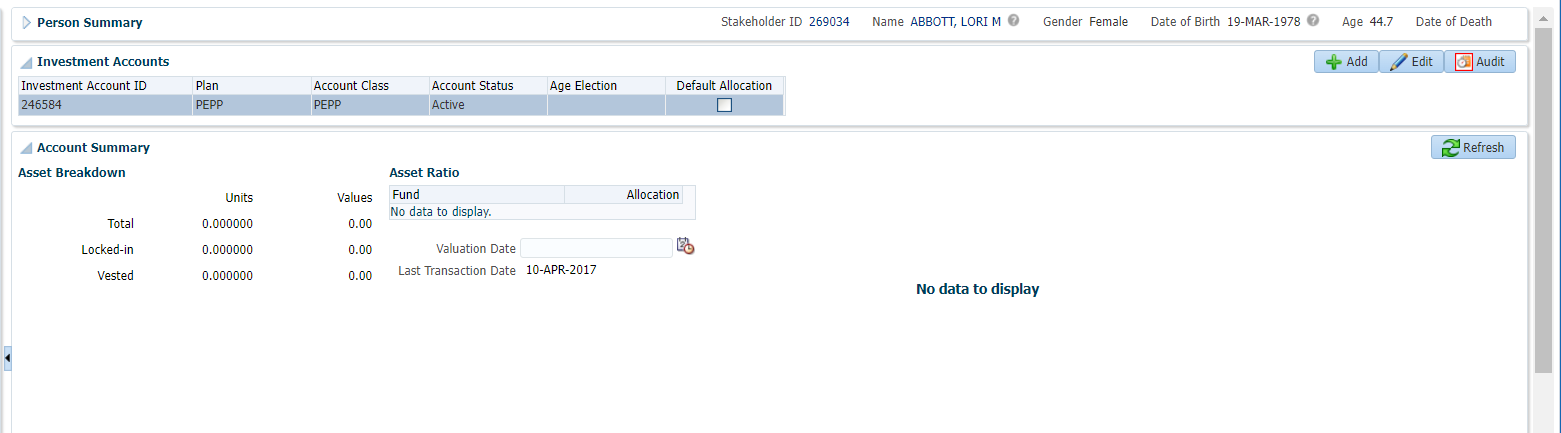 Person Summary Stakeholder ID 269034 Name ABBOTT, LORI M Gender Female Date of Birth 19-MAR-1978 Age 44.7 Date of Death
Investment Accounts Add Edit Audit
Investment Account ID Plan Account Class Account Status Age Election Default Allocation
246584 PEPP PEPP Active
Account Summary Refresh
Asset Breakdown Asset Ratio
Fund Allocation
Units Values
No data to display.
Total 0.000000 0.00
Locked-in 0.000000 0.00 Valuation Date
Vested 0.000000 0.00 Last Transaction Date 10-APR-2017
No data to display